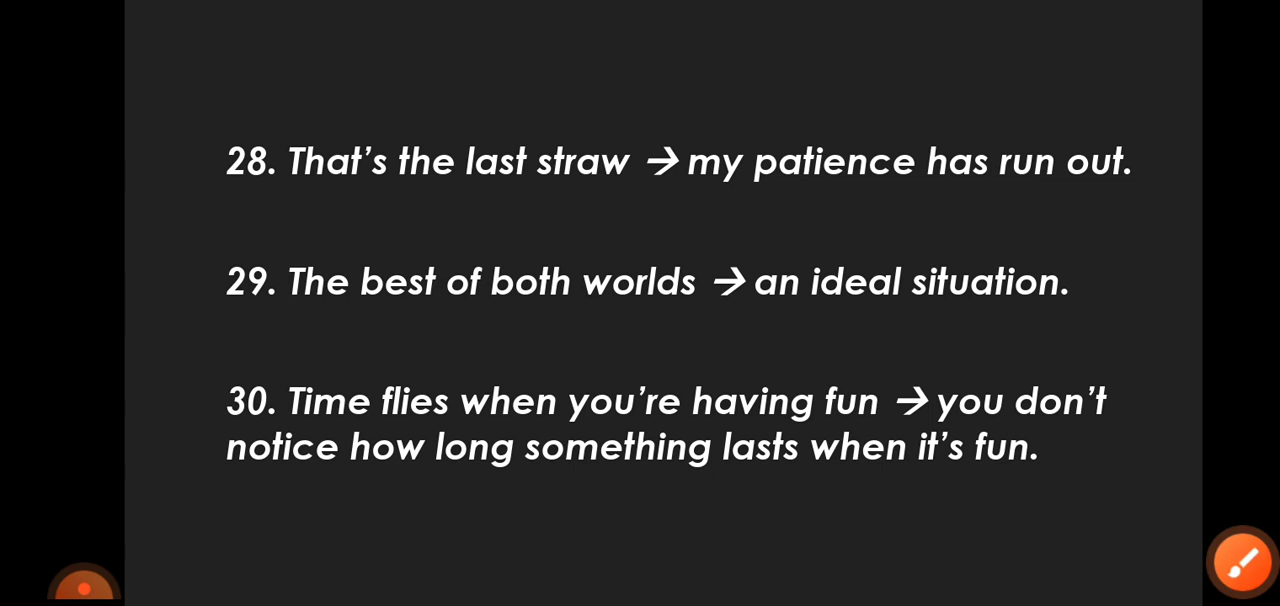 28. That’s the last straw → my patience has run out.
29. The best of both worlds → an ideal situation.
30. Time flies when you’re having fun → you don’t
notice how long something lasts when it’s fun.